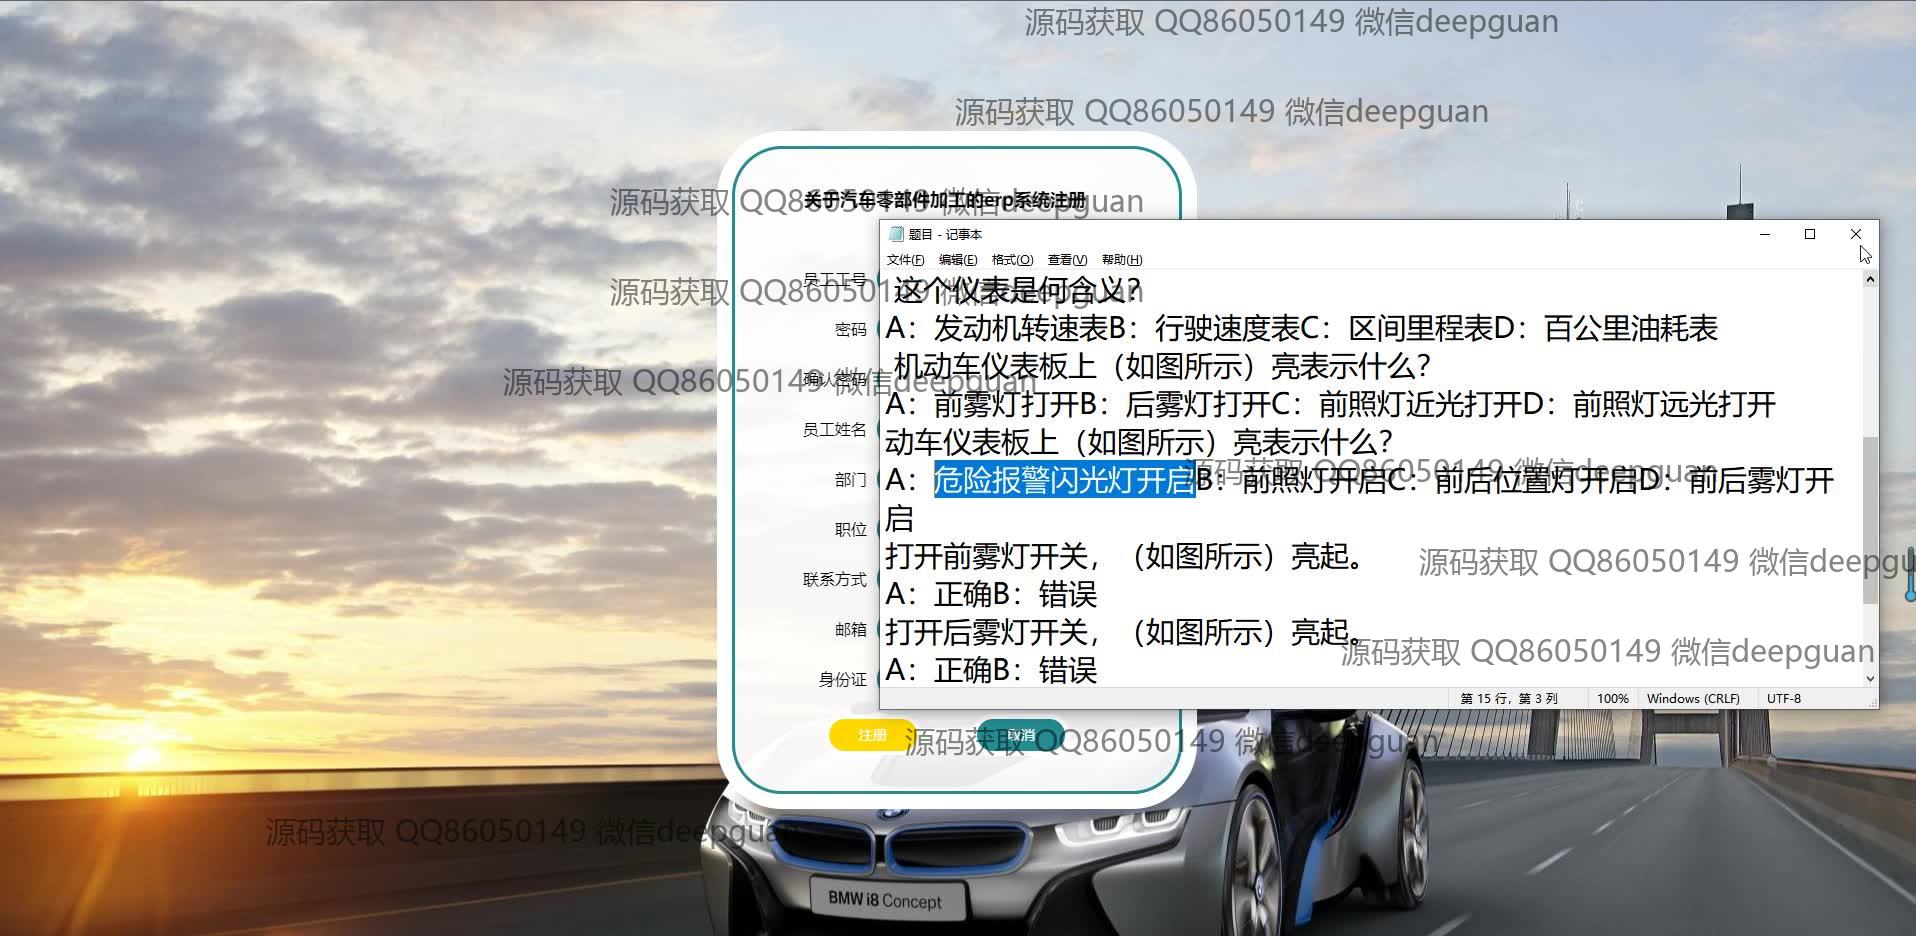 源码获取 QQ86050149 微信deepguan
源码获取 QQ86050149 微信deepguan
源码获取 QQ86050149 微信deepguan
关于汽车零部件加工的erp系统注册
题目 - 记事本
文件(F) 编辑(E) 格式(O) 查看(V) 帮助(H)
员工工号
源码获取 QQ86050149 微信deepguan
这个仪表是何含义?
密码
A：发动机转速表B：行驶速度表C：区间里程表D：百公里油耗表
机动车仪表板上（如图所示）亮表示什么?
确认密码
源码获取 QQ86050149 微信deepguan
A：前雾灯打开B：后雾灯打开C：前照灯近光打开D：前照灯远光打开
员工姓名
动车仪表板上（如图所示）亮表示什么?
源码获取 QQ86050149 微信deepguan
部门
A：危险报警闪光灯开启B：前照灯开启C：前后位置灯开启D：前后雾灯开
启
职位
打开前雾灯开关，（如图所示）亮起。
源码获取 QQ86050149 微信deepgu
联系方式
A：正确B：错误
邮箱
打开后雾灯开关，（如图所示）亮起。
源码获取 QQ86050149 微信deepguan
身份证
A：正确B：错误
第 15 行，第 3 列 100% Windows (CRLF) UTF-8
注册 取消
源码获取 QQ86050149 微信deepguan
源码获取 QQ86050149 微信deepguan
BMW i8 Concept